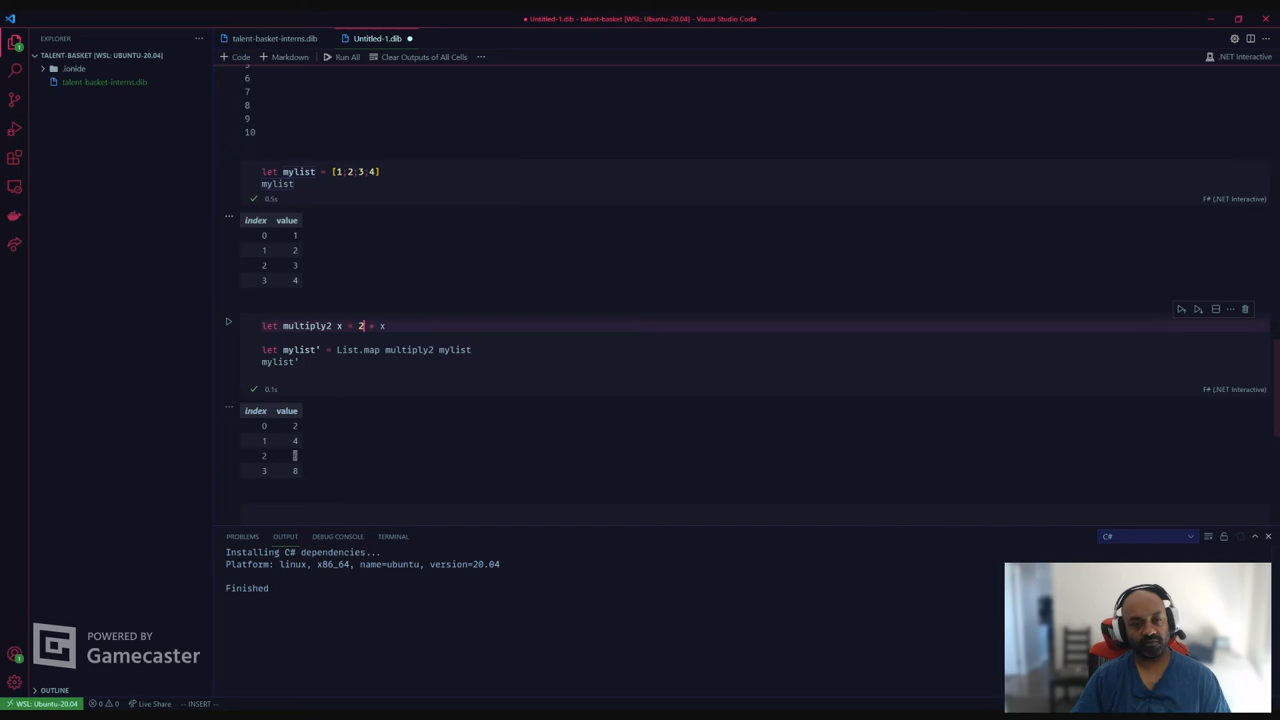 ● Untitled-1.dib - talent-basket [WSL: Ubuntu-20.04] - Visual Studio Code
EXPLORER
TALENT-BASKET [WSL: UBUNTU-20.04]
.ionide
talent-basket-interns.dib
talent-basket-interns.dib
Untitled-1.dib
+ Code + Markdown Run All Clear Outputs of All Cells ...
.NET Interactive
6
7
8
9
10
let mylist = [1;2;3;4]
mylist
0.5s
F# (.NET Interactive)
index value
0 1
1 2
2 3
3 4
let multiply2 x = 2 * x
let mylist' = List.map multiply2 mylist
mylist'
0.1s
F# (.NET Interactive)
index value
0 2
1 4
2
3 8
PROBLEMS OUTPUT DEBUG CONSOLE TERMINAL
C#
Installing C# dependencies...
Platform: linux, x86_64, name=ubuntu, version=20.04
Finished
POWERED BY
Gamecaster
OUTLINE
WSL: Ubuntu-20.04 0 0 Live Share -- INSERT --